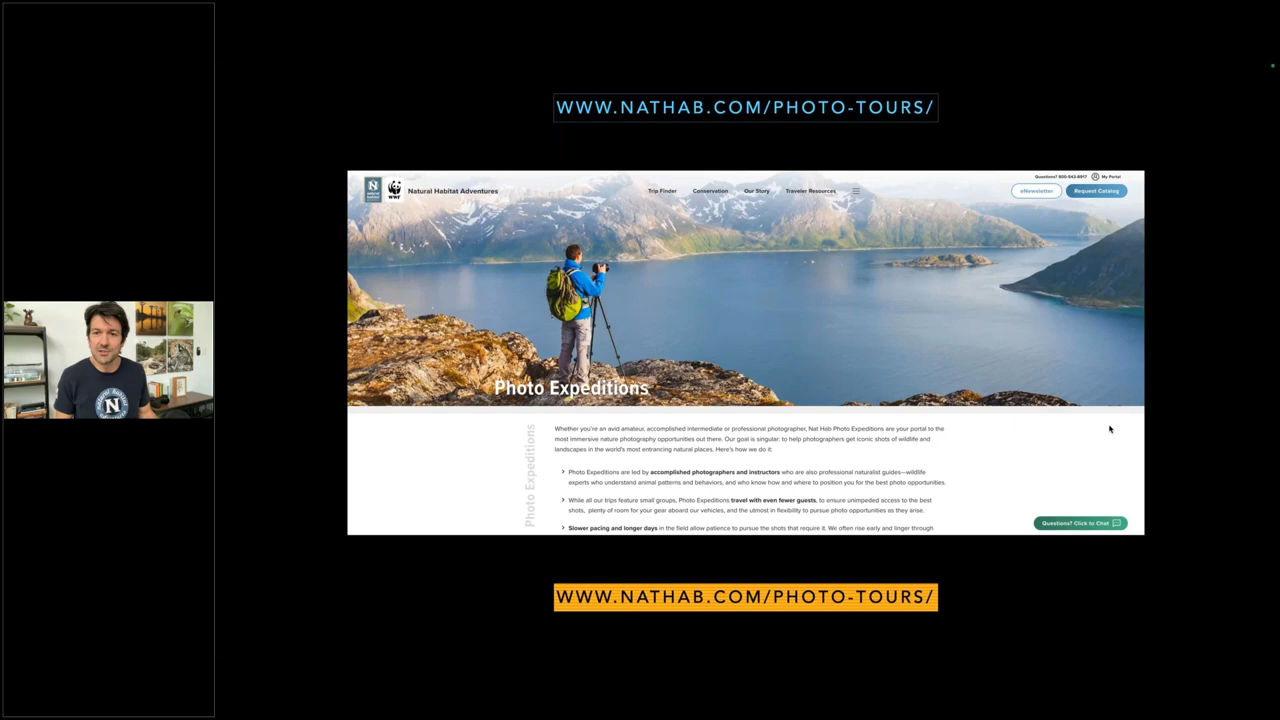 WWW.NATHAB.COM/PHOTO-TOURS/
Questions? 800-543-8917 My Portal
N WWF Natural Habitat Adventures Trip Finder Conservation Our Story Traveler Resources eNewsletter Request Catalog
Photo Expeditions
Photo Expeditions
Whether you're an avid amateur, accomplished intermediate or professional photographer, Nat Hab Photo Expeditions are your portal to the
most immersive nature photography opportunities out there. Our goal is singular: to help photographers get iconic shots of wildlife and
landscapes in the world's most entrancing natural places. Here's how we do it:
Photo Expeditions are led by accomplished photographers and instructors who are also professional naturalist guides—wildlife
experts who understand animal patterns and behaviors, and who know how and where to position you for the best photo opportunities.
While all our trips feature small groups, Photo Expeditions travel with even fewer guests, to ensure unimpeded access to the best
shots, plenty of room for your gear aboard our vehicles, and the utmost in flexibility to pursue photo opportunities as they arise.
Slower pacing and longer days in the field allow patience to pursue the shots that require it. We often rise early and linger through
Questions? Click to Chat
N
WWW.NATHAB.COM/PHOTO-TOURS/